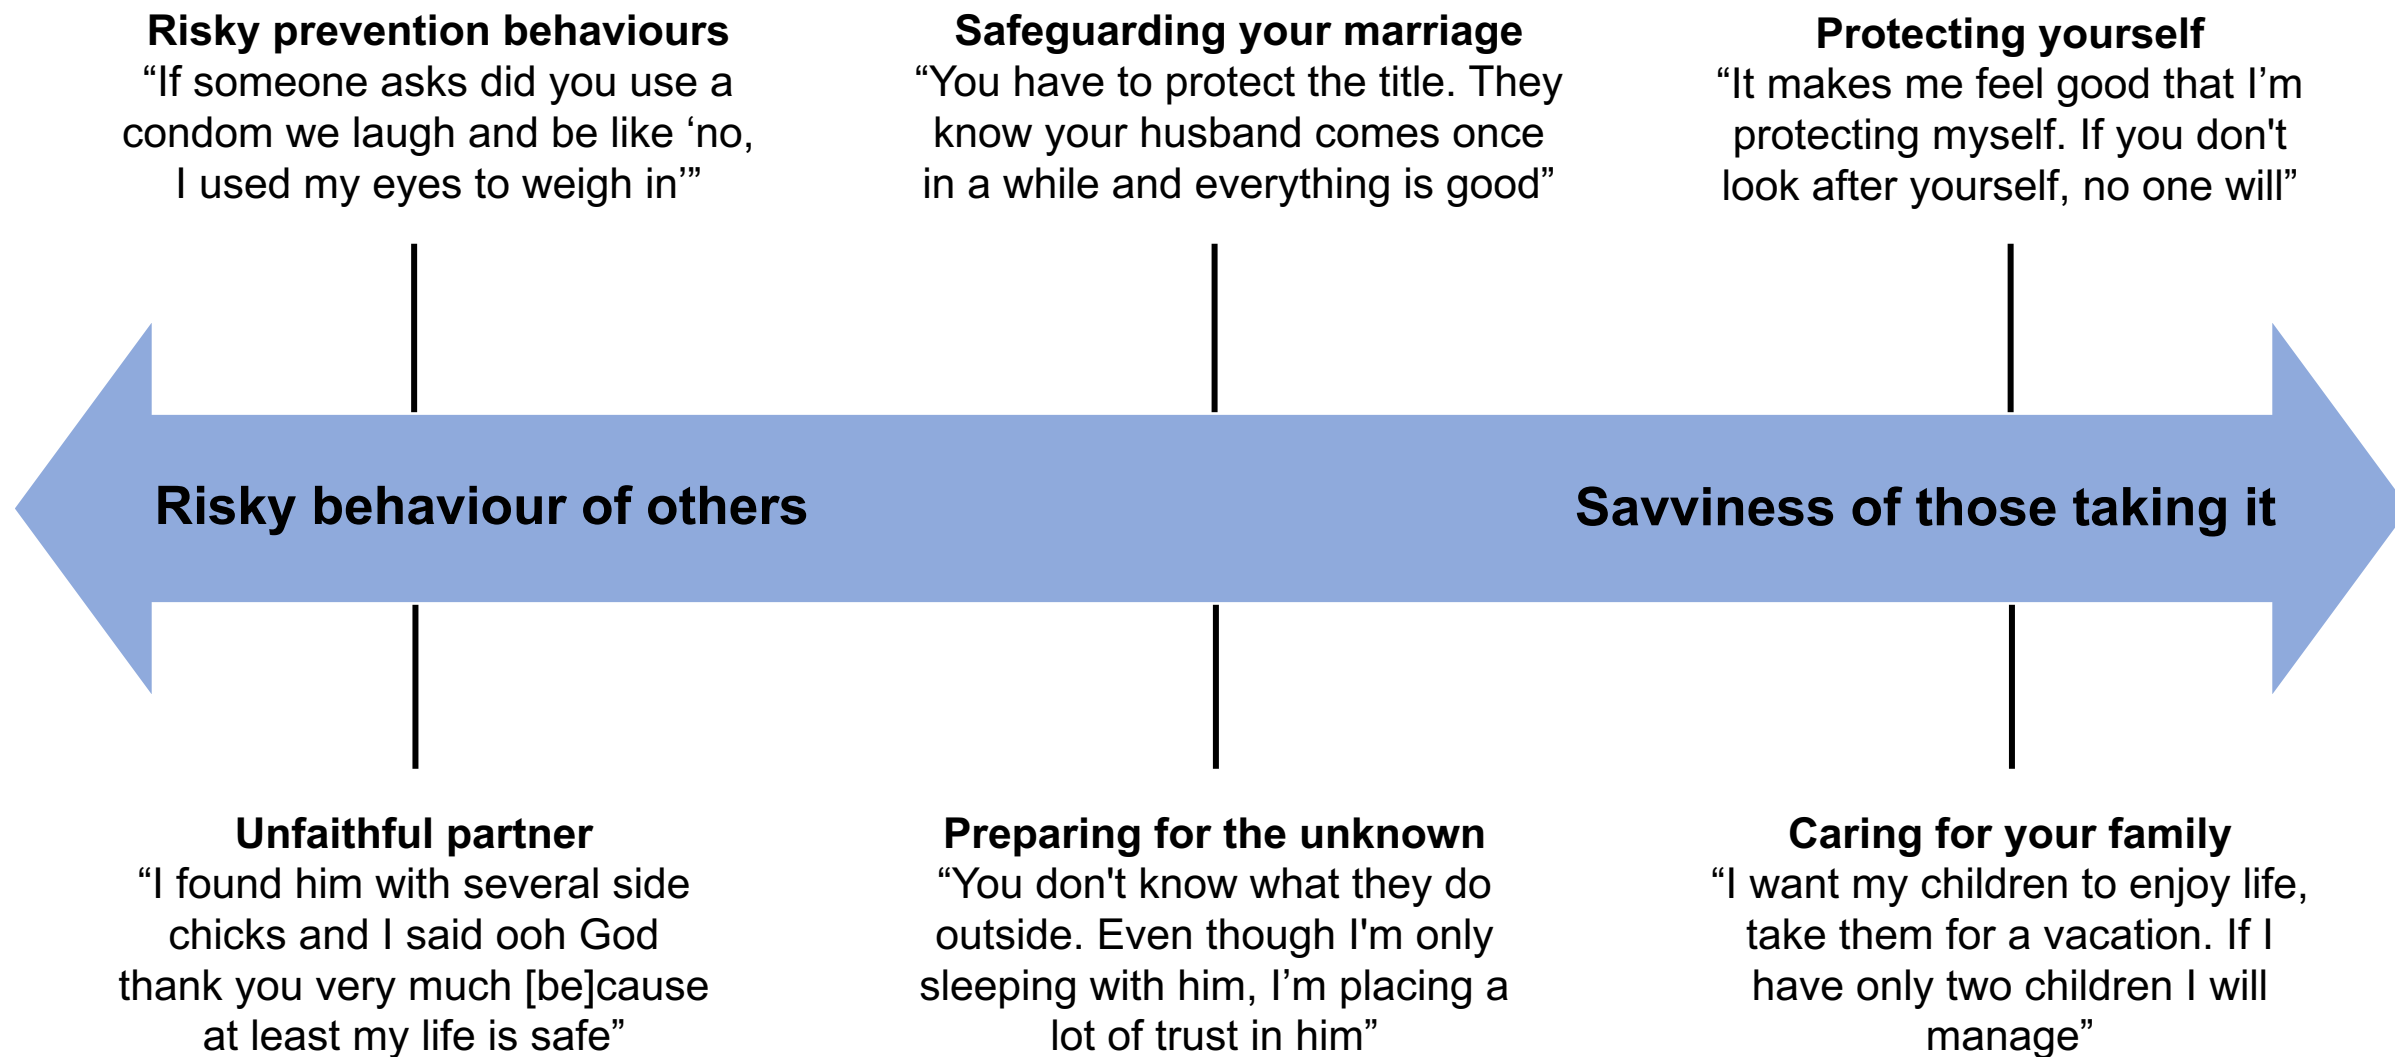 Risky prevention behaviours
“If someone asks did you use a
condom we laugh and be like ‘no,
I used my eyes to weigh in’”
Safeguarding your marriage
“You have to protect the title. They
know your husband comes once
in a while and everything is good”
Protecting yourself
“It makes me feel good that I’m
protecting myself. If you don't
look after yourself, no one will”
Risky behaviour of others
Savviness of those taking it
Unfaithful partner
“I found him with several side
chicks and I said ooh God
thank you very much [be]cause
at least my life is safe”
Preparing for the unknown
“You don't know what they do
outside. Even though I'm only
sleeping with him, I’m placing a
lot of trust in him”
Caring for your family
“I want my children to enjoy life,
take them for a vacation. If I
have only two children I will
manage”